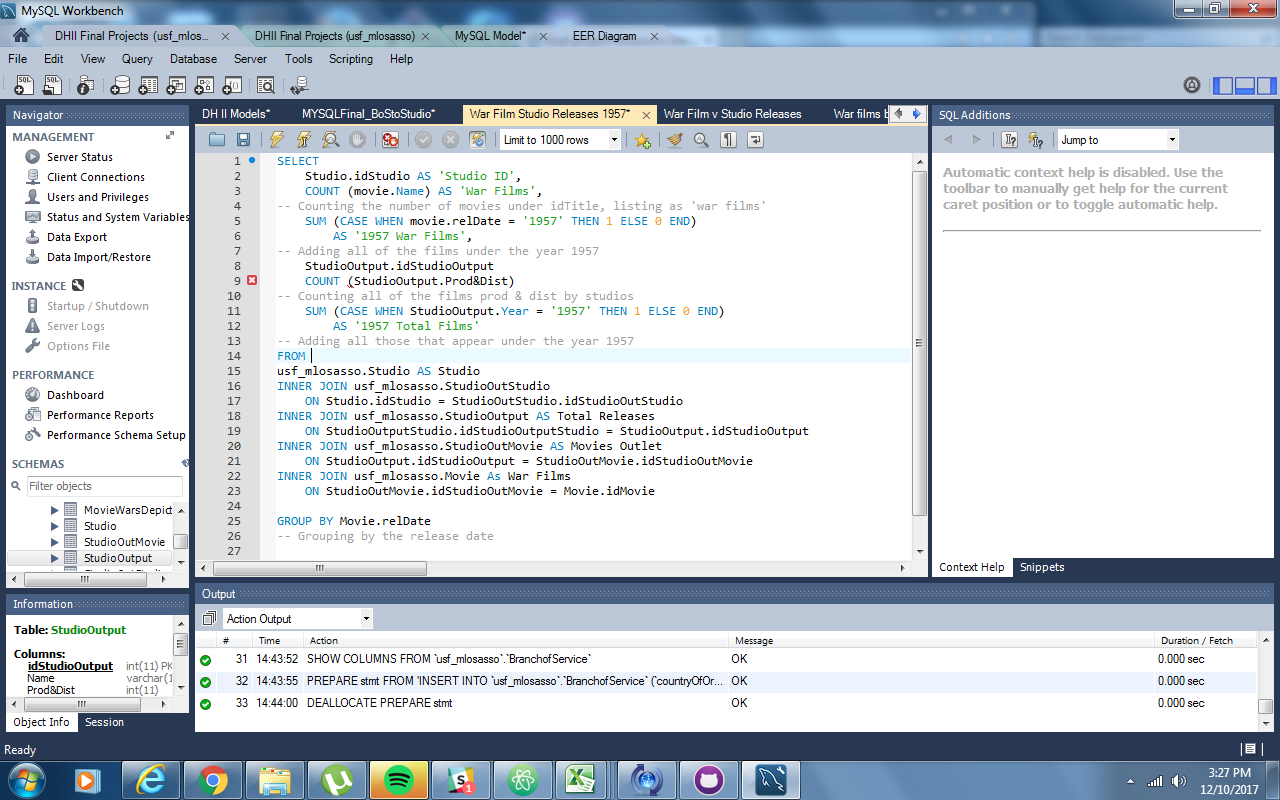 MySQL Workbench
DHII Final Projects (usf_mlos...
DHII Final Projects (usf_mlosasso)
MySQL Model*
EER Diagram
File Edit View Query Database Server Tools Scripting Help
Navigator
MANAGEMENT
Server Status
Client Connections
Users and Privileges
Status and System Variables
Data Export
Data Import/Restore
INSTANCE
Startup / Shutdown
Server Logs
Options File
PERFORMANCE
Dashboard
Performance Reports
Performance Schema Setup
SCHEMAS
Filter objects
MovieWarsDepict
Studio
StudioOutMovie
StudioOutput
Information
Table: StudioOutput
Columns:
idStudioOutput int(11) PK
Name varchar(1
Prod&Dist int(11)
Object Info Session
DH II Models*
MYSQLFinal_BoStoStudio*
War Film Studio Releases 1957*
War Film v Studio Releases
War films b
Limit to 1000 rows
1 SELECT
2 Studio.idStudio AS 'Studio ID',
3 COUNT (movie.Name) AS 'War Films',
4 -- Counting the number of movies under idTitle, listing as 'war films'
5 SUM (CASE WHEN movie.relDate = '1957' THEN 1 ELSE 0 END)
6 AS '1957 War Films',
7 -- Adding all of the films under the year 1957
8 StudioOutput.idStudioOutput
9 COUNT (StudioOutput.Prod&Dist)
10 -- Counting all of the films prod & dist by studios
11 SUM (CASE WHEN StudioOutput.Year = '1957' THEN 1 ELSE 0 END)
12 AS '1957 Total Films'
13 -- Adding all those that appear under the year 1957
14 FROM
15 usf_mlosasso.Studio AS Studio
16 INNER JOIN usf_mlosasso.StudioOutStudio
17 ON Studio.idStudio = StudioOutStudio.idStudioOutStudio
18 INNER JOIN usf_mlosasso.StudioOutput AS Total Releases
19 ON StudioOutputStudio.idStudioOutputStudio = StudioOutput.idStudioOutput
20 INNER JOIN usf_mlosasso.StudioOutMovie AS Movies Outlet
21 ON StudioOutput.idStudioOutput = StudioOutMovie.idStudioOutMovie
22 INNER JOIN usf_mlosasso.Movie As War Films
23 ON StudioOutMovie.idStudioOutMovie = Movie.idMovie
24
25 GROUP BY Movie.relDate
26 -- Grouping by the release date
27
SQL Additions
Jump to
Automatic context help is disabled. Use the
toolbar to manually get help for the current
caret position or to toggle automatic help.
Context Help Snippets
Output
Action Output
# Time Action Message Duration / Fetch
31 14:43:52 SHOW COLUMNS FROM `usf_mlosasso`.`BranchofService` OK 0.000 sec
32 14:43:55 PREPARE stmt FROM 'INSERT INTO `usf_mlosasso`.`BranchofService` (`countryOfOr... OK 0.000 sec
33 14:44:00 DEALLOCATE PREPARE stmt OK 0.000 sec
Ready
3:27 PM
12/10/2017